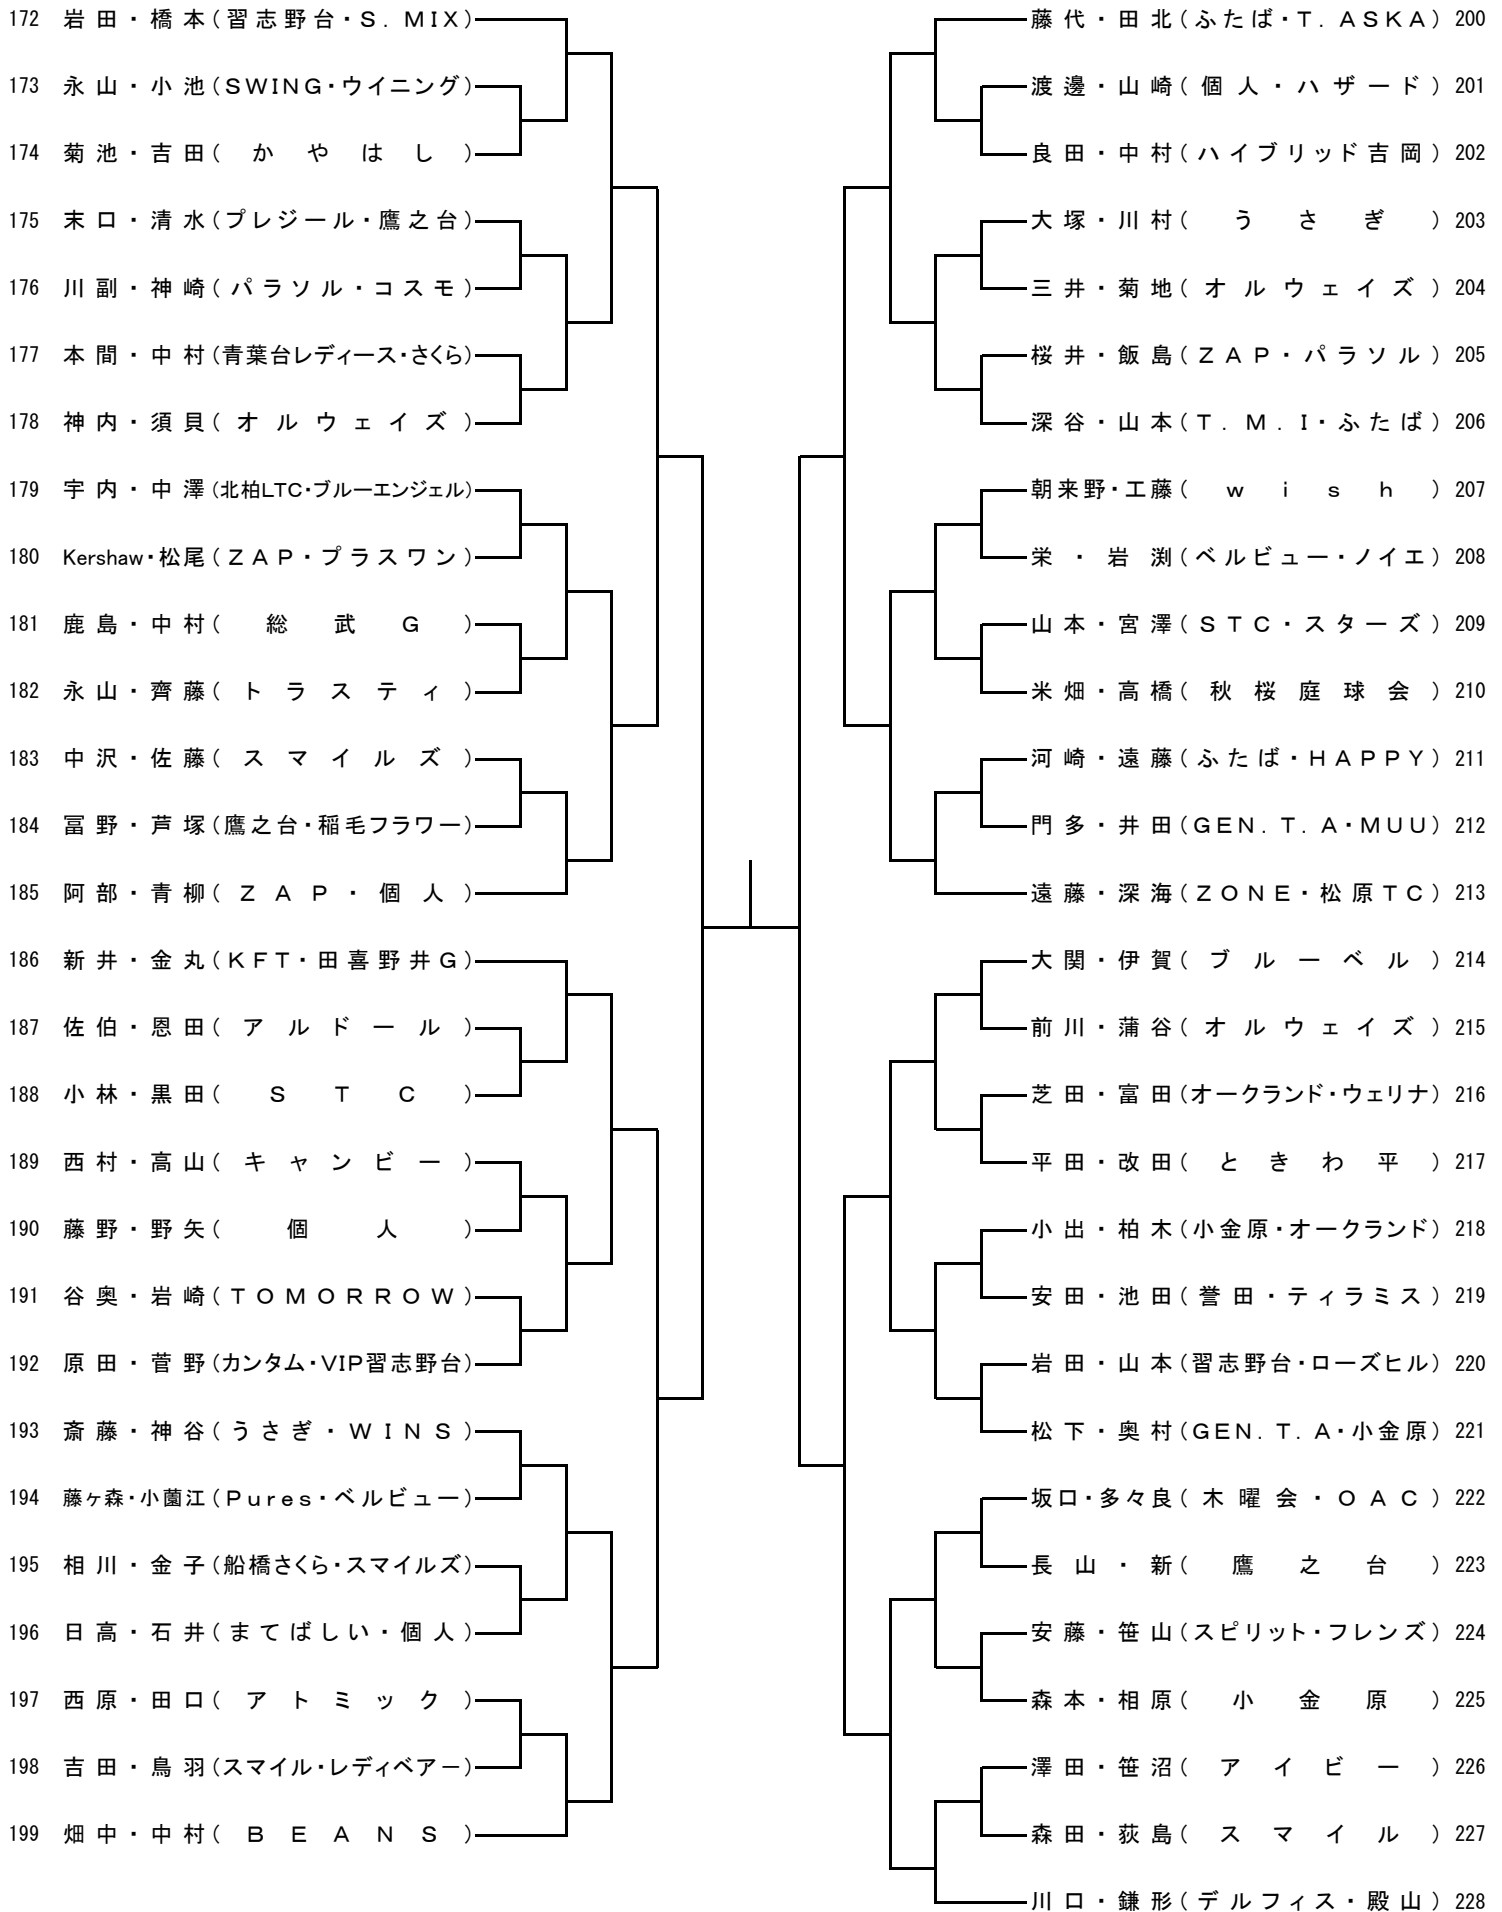 172 岩田・橋本(習志野台・S. MIX)
173 永山・小池(SWING・ウイニング)
174 菊池・吉田(かやはし)
175 末口・清水(プレジール・鷹之台)
176 川副・神崎(パラソル・コスモ)
177 本間・中村(青葉台レディース・さくら)
178 神内・須貝(オルウェイズ)
179 宇内・中澤(北柏LTC・ブルーエンジェル)
180 Kershaw・松尾(ZAP・プラスワン)
181 鹿島・中村(総武G)
182 永山・齊藤(トラスティ)
183 中沢・佐藤(スマイルズ)
184 冨野・芦塚(鷹之台・稲毛フラワー)
185 阿部・青柳(ZAP・個人)
186 新井・金丸(KFT・田喜野井G)
187 佐伯・恩田(アルドール)
188 小林・黒田(STC)
189 西村・高山(キャンビー)
190 藤野・野矢(個人)
191 谷奥・岩崎(TOMORROW)
192 原田・菅野(カンタム・VIP習志野台)
193 斎藤・神谷(うさぎ・WINS)
194 藤ヶ森・小薗江(Pures・ベルビュー)
195 相川・金子(船橋さくら・スマイルズ)
196 日高・石井(まてばしい・個人)
197 西原・田口(アトミック)
198 吉田・鳥羽(スマイル・レディベアー)
199 畑中・中村(BEANS)
藤代・田北(ふたば・T. ASKA) 200
渡邊・山崎(個人・ハザード) 201
良田・中村(ハイブリッド吉岡) 202
大塚・川村(うさぎ) 203
三井・菊地(オルウェイズ) 204
桜井・飯島(ZAP・パラソル) 205
深谷・山本(T. M. I・ふたば) 206
朝来野・工藤(wish) 207
栄・岩渕(ベルビュー・ノイエ) 208
山本・宮澤(STC・スターズ) 209
米畑・高橋(秋桜庭球会) 210
河崎・遠藤(ふたば・HAPPY) 211
門多・井田(GEN. T. A・MUU) 212
遠藤・深海(ZONE・松原TC) 213
大関・伊賀(ブルーベル) 214
前川・蒲谷(オルウェイズ) 215
芝田・富田(オークランド・ウェリナ) 216
平田・改田(ときわ平) 217
小出・柏木(小金原・オークランド) 218
安田・池田(誉田・ティラミス) 219
岩田・山本(習志野台・ローズヒル) 220
松下・奥村(GEN. T. A・小金原) 221
坂口・多々良(木曜会・OAC) 222
長山・新(鷹之台) 223
安藤・笹山(スピリット・フレンズ) 224
森本・相原(小金原) 225
澤田・笹沼(アイビー) 226
森田・荻島(スマイル) 227
川口・鎌形(デルフィス・殿山) 228